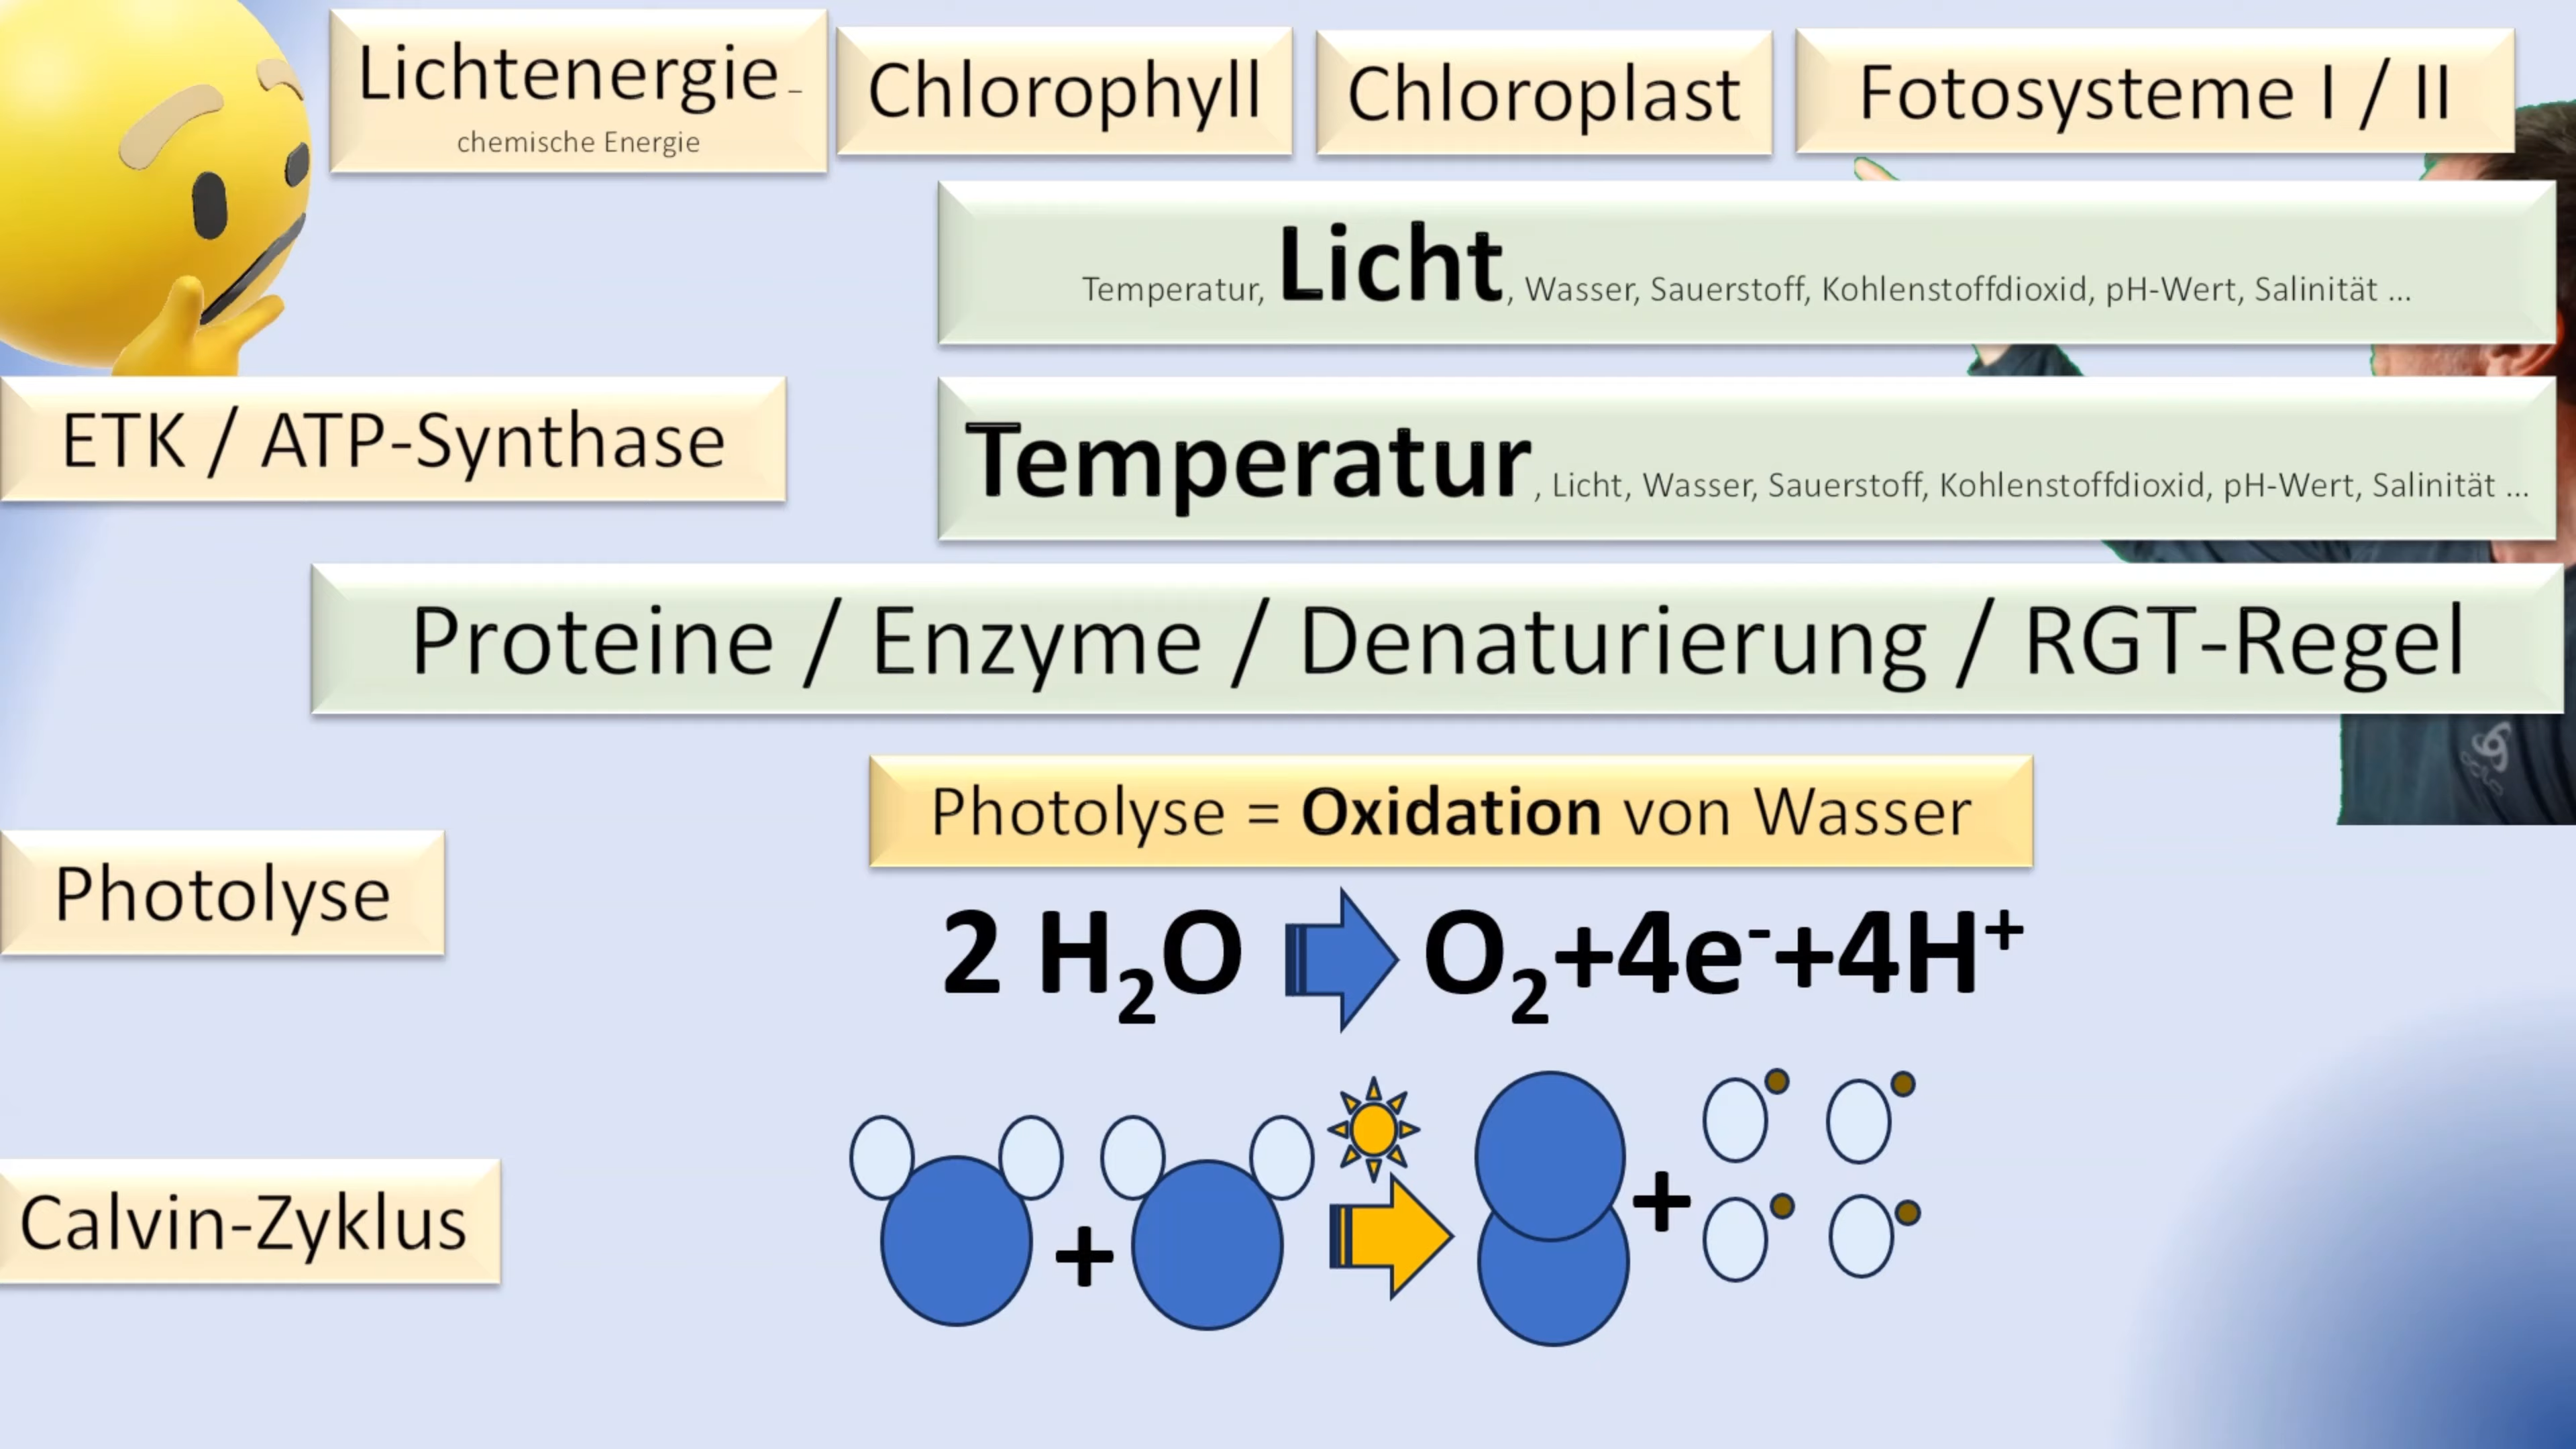 Lichtenergie-
chemische Energie
Chlorophyll
Chloroplast
Fotosysteme I / II
Temperatur, Licht, Wasser, Sauerstoff, Kohlenstoffdioxid, pH-Wert, Salinität ...
ETK / ATP-Synthase
Temperatur, Licht, Wasser, Sauerstoff, Kohlenstoffdioxid, pH-Wert, Salinität ...
Proteine / Enzyme / Denaturierung / RGT-Regel
Photolyse = Oxidation von Wasser
Photolyse
2 H₂O O₂+4e⁻+4H⁺
+ +
Calvin-Zyklus